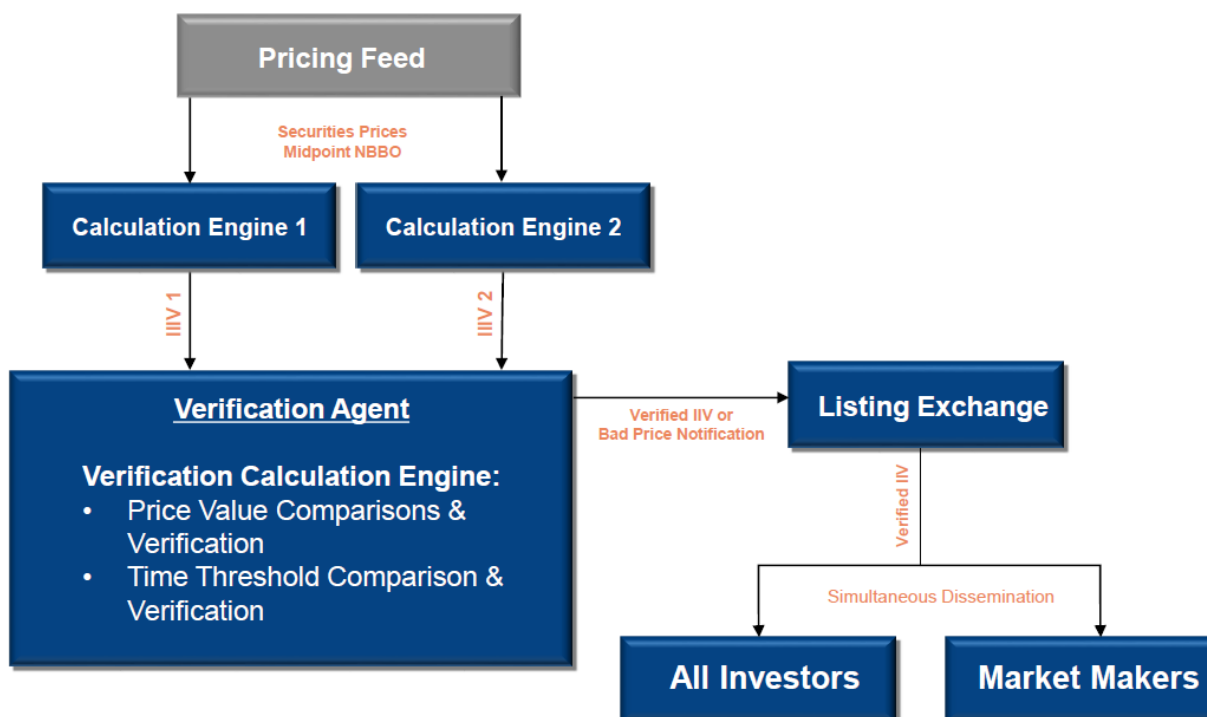 Pricing Feed
Securities Prices
Midpoint NBBO
Calculation Engine 1
Calculation Engine 2
IIIV 1
IIIV 2
Verification Agent
Verification Calculation Engine:
• Price Value Comparisons &
Verification
• Time Threshold Comparison &
Verification
Verified IIV or
Bad Price Notification
Listing Exchange
Verified IIV
Simultaneous Dissemination
All Investors
Market Makers